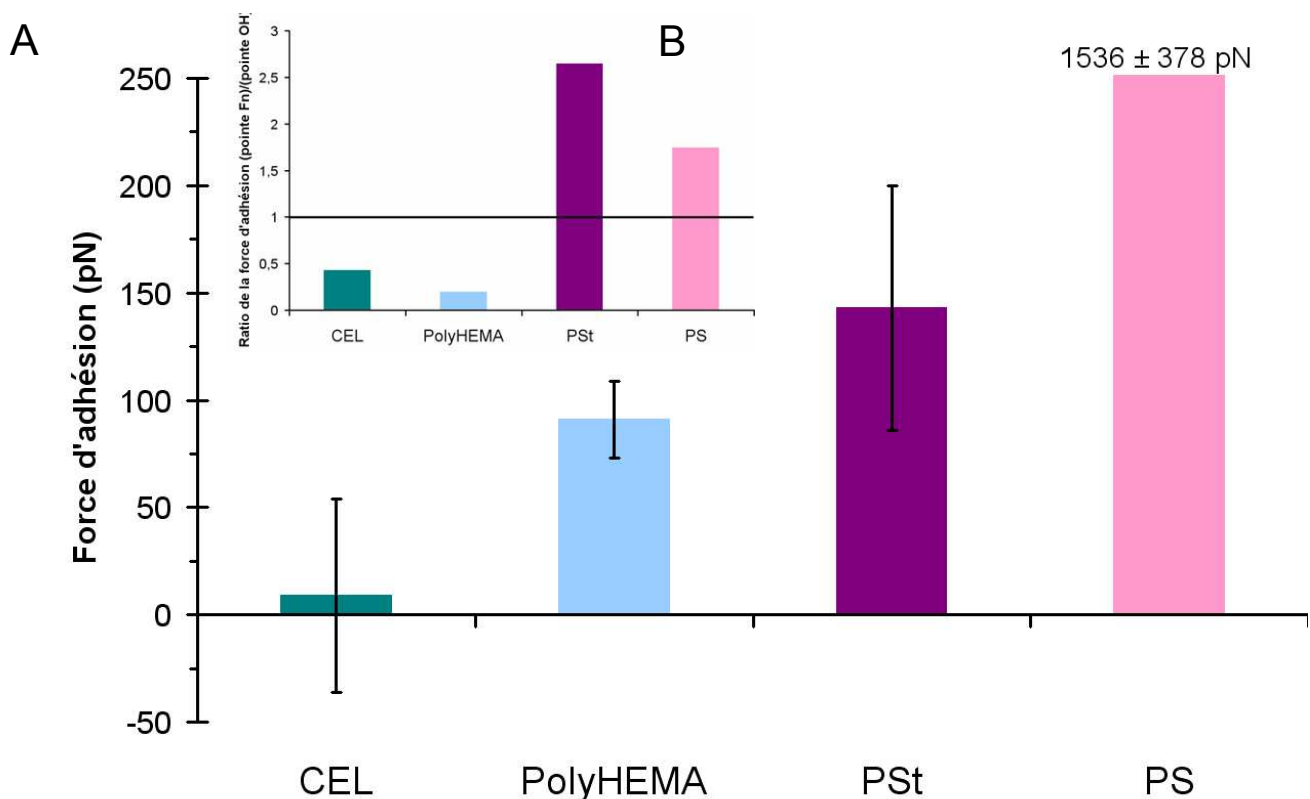 A
B
1536 ± 378 pN
Ratio de la force d'adhésion (pointe Fn)/(pointe OH)
3
2,5
2
1,5
1
0,5
0
CEL PolyHEMA PSt PS
Force d'adhésion (pN)
250
200
150
100
50
0
-50
CEL PolyHEMA PSt PS